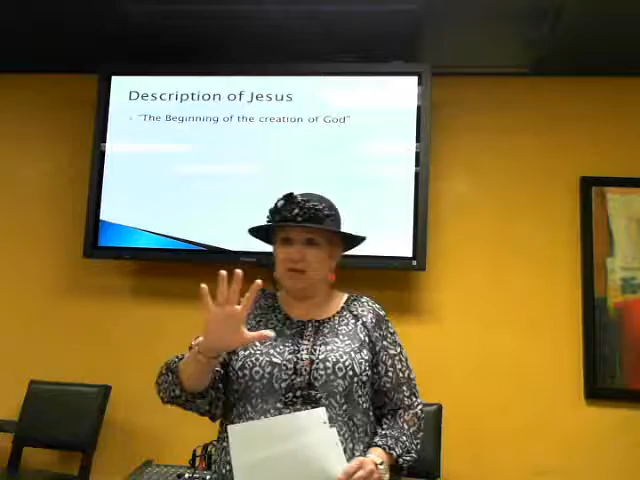 Description of Jesus
"The Beginning of the creation of God"